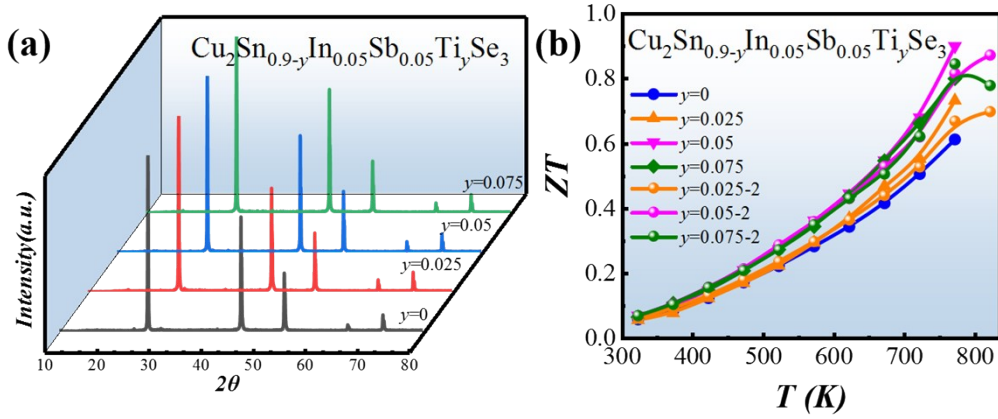 (a)
Cu2Sn0.9-yIn0.05Sb0.05TiySe3
y=0.075
y=0.05
y=0.025
y=0
Intensity(a.u.)
10 20 30 40 50 60 70 80
2θ
(b)
Cu2Sn0.9-yIn0.05Sb0.05TiySe3
y=0
y=0.025
y=0.05
y=0.075
y=0.025-2
y=0.05-2
y=0.075-2
ZT
1.0
0.8
0.6
0.4
0.2
0.0
300 400 500 600 700 800
T (K)